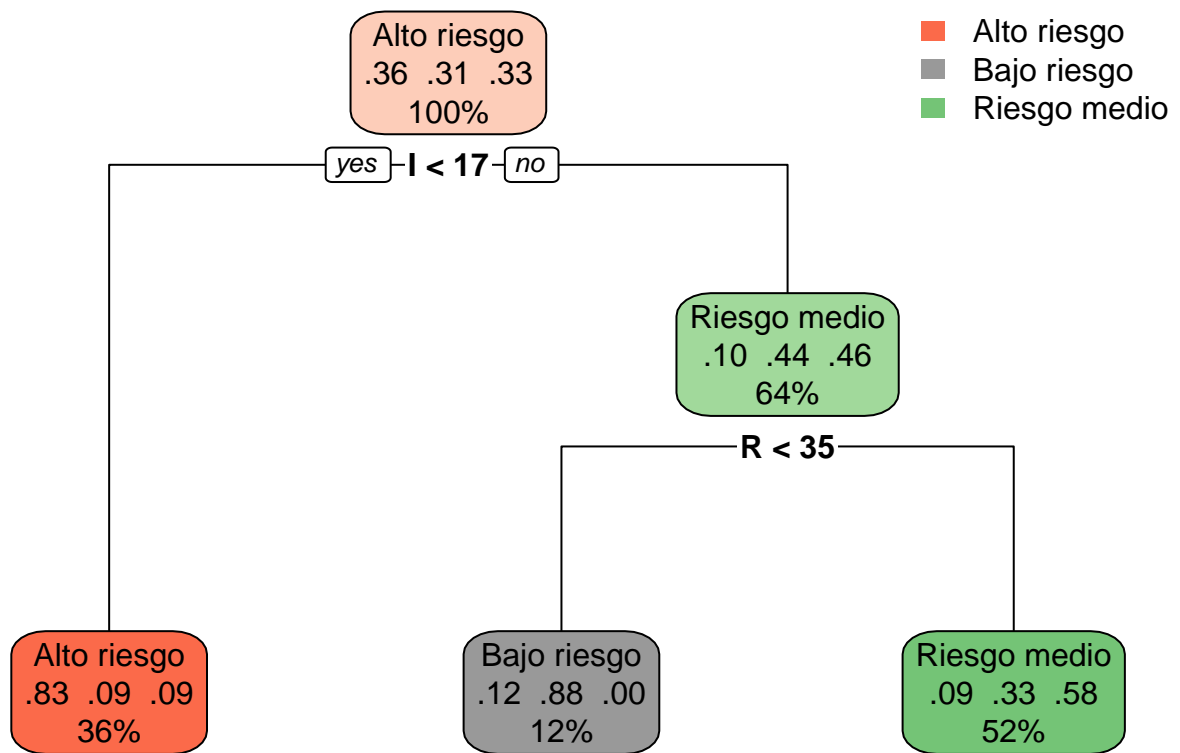 Alto riesgo
.36 .31 .33
100%
Alto riesgo
Bajo riesgo
Riesgo medio
yes I < 17 no
Riesgo medio
.10 .44 .46
64%
R < 35
Alto riesgo
.83 .09 .09
36%
Bajo riesgo
.12 .88 .00
12%
Riesgo medio
.09 .33 .58
52%